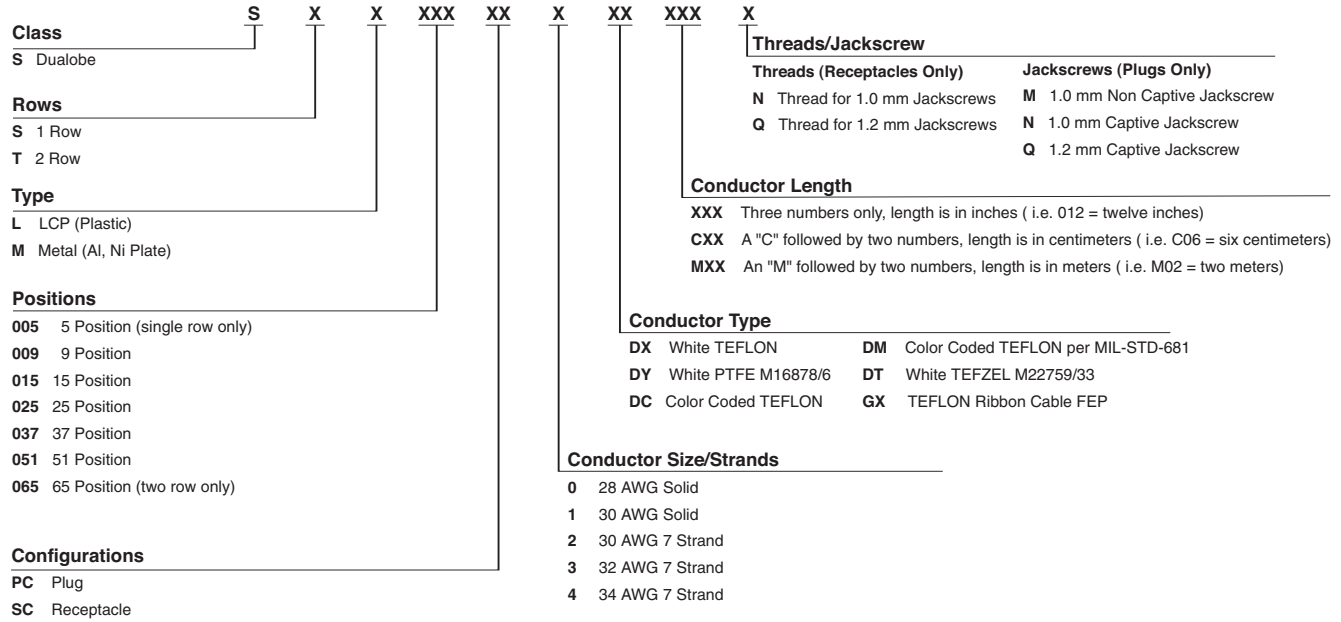 S X X XXX XX X XX XXX X
Class
S Dualobe
Rows
S 1 Row
T 2 Row
Type
L LCP (Plastic)
M Metal (Al, Ni Plate)
Positions
005 5 Position (single row only)
009 9 Position
015 15 Position
025 25 Position
037 37 Position
051 51 Position
065 65 Position (two row only)
Configurations
PC Plug
SC Receptacle
Threads/Jackscrew
Threads (Receptacles Only)
N Thread for 1.0 mm Jackscrews
Q Thread for 1.2 mm Jackscrews
Jackscrews (Plugs Only)
M 1.0 mm Non Captive Jackscrew
N 1.0 mm Captive Jackscrew
Q 1.2 mm Captive Jackscrew
Conductor Length
XXX Three numbers only, length is in inches ( i.e. 012 = twelve inches)
CXX A "C" followed by two numbers, length is in centimeters ( i.e. C06 = six centimeters)
MXX An "M" followed by two numbers, length is in meters ( i.e. M02 = two meters)
Conductor Type
DX White TEFLON
DY White PTFE M16878/6
DC Color Coded TEFLON
DM Color Coded TEFLON per MIL-STD-681
DT White TEFZEL M22759/33
GX TEFLON Ribbon Cable FEP
Conductor Size/Strands
0 28 AWG Solid
1 30 AWG Solid
2 30 AWG 7 Strand
3 32 AWG 7 Strand
4 34 AWG 7 Strand